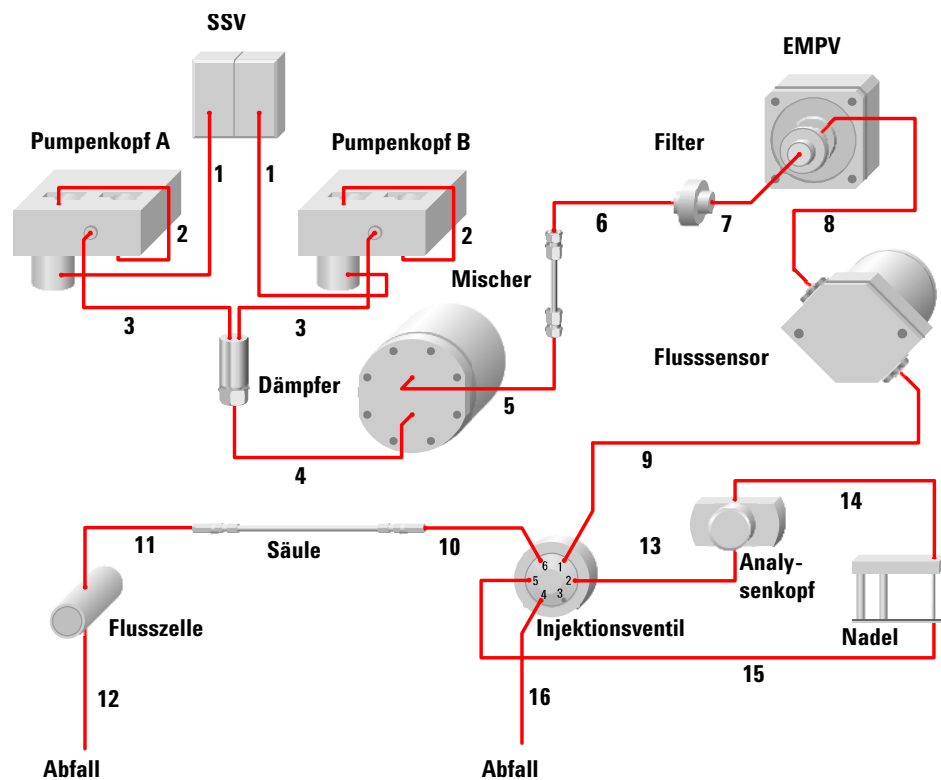 SSV
EMPV
Pumpenkopf A
Pumpenkopf B
Filter
1
1
2
2
6
7
8
Mischer
3
3
Flusssensor
Dämpfer
5
4
9
14
11
Säule
10
13
6
1
5
2
4
3
Analy-
senkopf
Flusszelle
Injektionsventil
Nadel
15
12
16
Abfall
Abfall